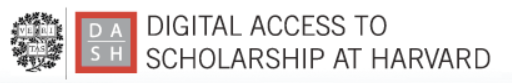 VE RI
TAS
DA
SH
DIGITAL ACCESS TO
SCHOLARSHIP AT HARVARD